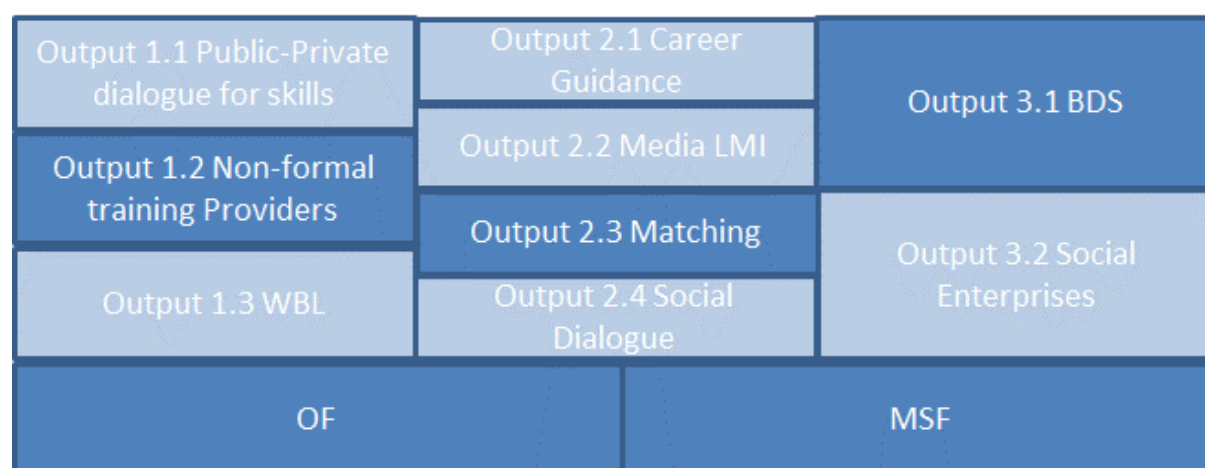 Output 1.1 Public-Private
dialogue for skills
Output 1.2 Non-formal
training Providers
Output 1.3 WBL
Output 2.1 Career
Guidance
Output 2.2 Media LMI
Output 2.3 Matching
Output 2.4 Social
Dialogue
Output 3.1 BDS
Output 3.2 Social
Enterprises
OF
MSF